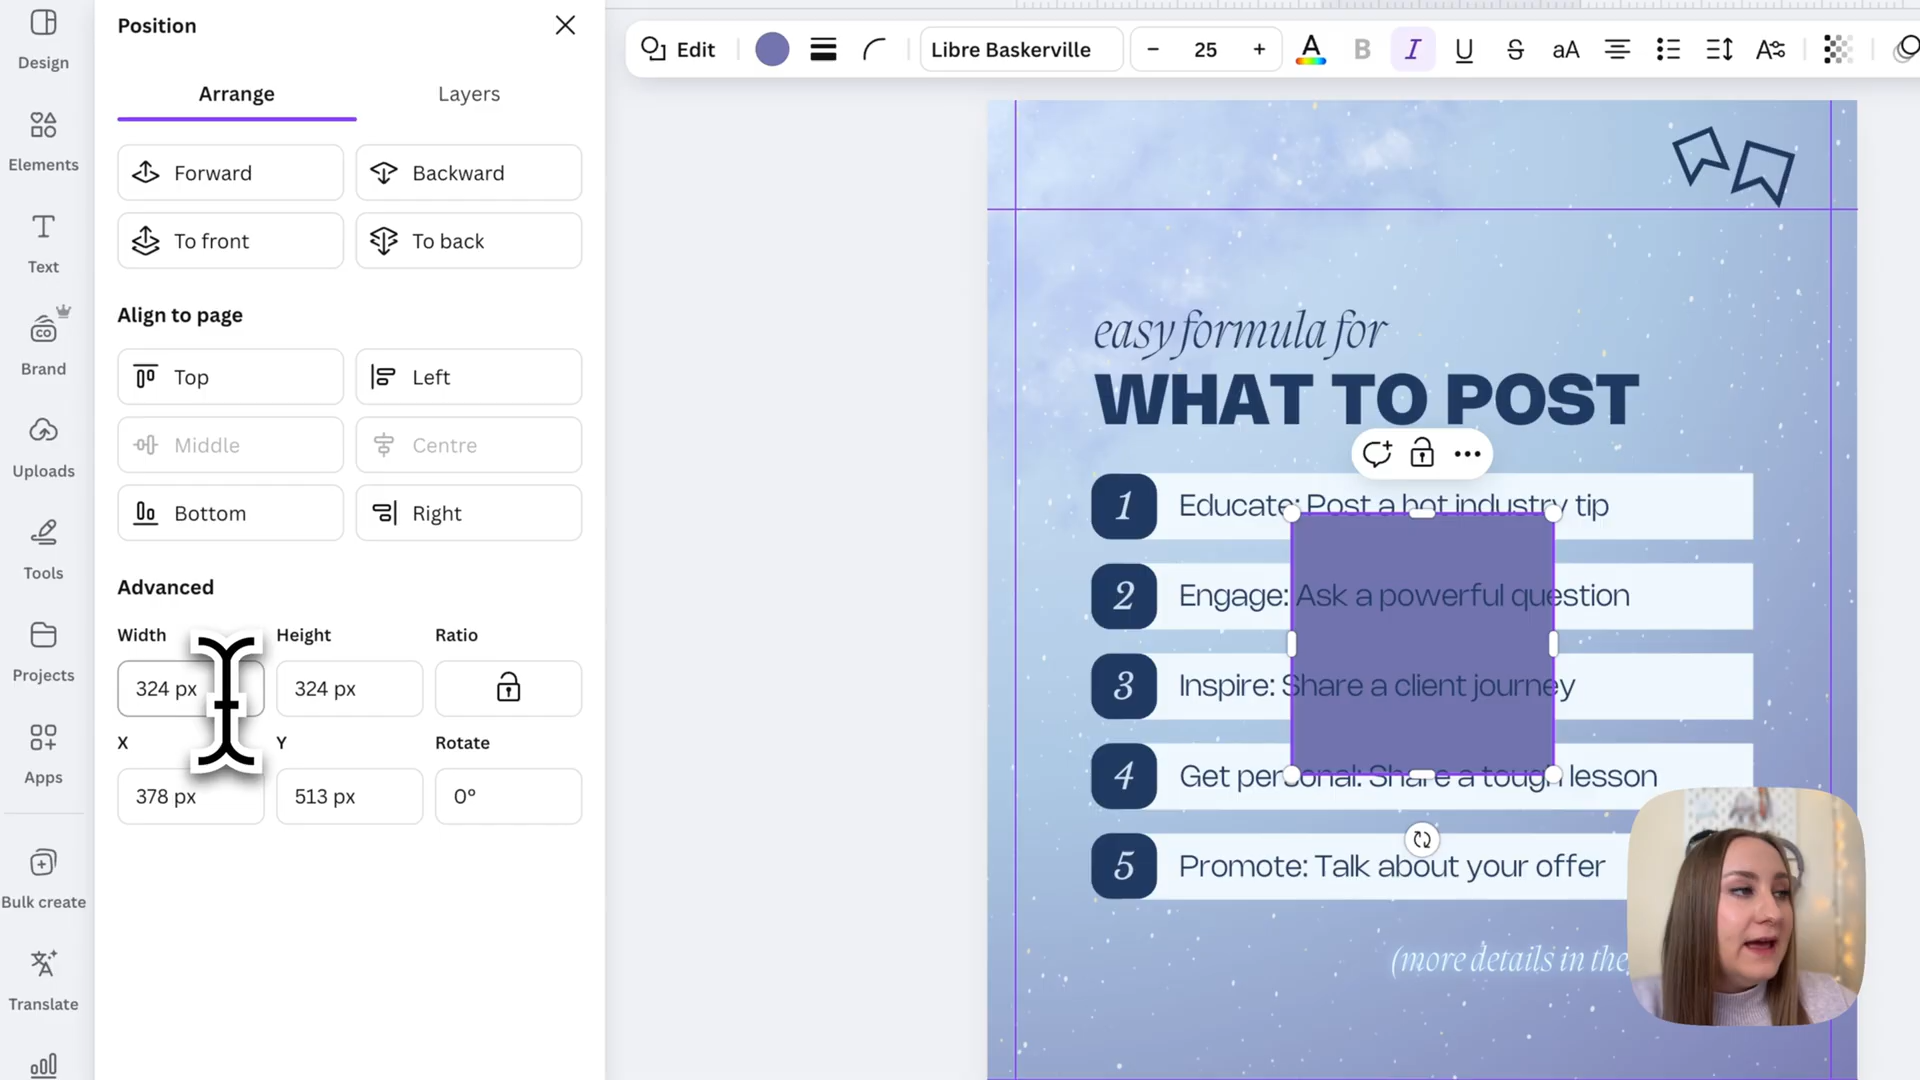 Position
Arrange
Layers
Forward
Backward
To front
To back
Align to page
Top
Left
Middle
Centre
Bottom
Right
Advanced
Width
Height
Ratio
324 px
324 px
X
Y
Rotate
378 px
513 px
0°
Design
Elements
Text
Brand
Uploads
Tools
Projects
Apps
Bulk create
Translate
Edit
Libre Baskerville
25
A
B
I
U
S
aA
easy formula for
WHAT TO POST
1 Educate: Post a hot industry tip
2 Engage: Ask a powerful question
3 Inspire: Share a client journey
4 Get personal: Share a tough lesson
5 Promote: Talk about your offer
(more details in the